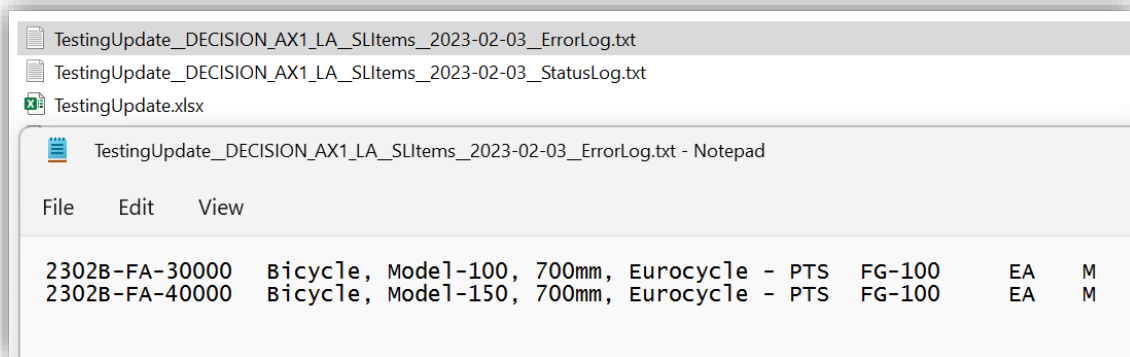 TestingUpdate__DECISION_AX1_LA__SLItems__2023-02-03__ErrorLog.txt
TestingUpdate__DECISION_AX1_LA__SLItems__2023-02-03__StatusLog.txt
TestingUpdate.xlsx
TestingUpdate__DECISION_AX1_LA__SLItems__2023-02-03__ErrorLog.txt - Notepad
File Edit View
2302B-FA-30000 Bicycle, Model-100, 700mm, Eurocycle - PTS FG-100 EA M
2302B-FA-40000 Bicycle, Model-150, 700mm, Eurocycle - PTS FG-100 EA M